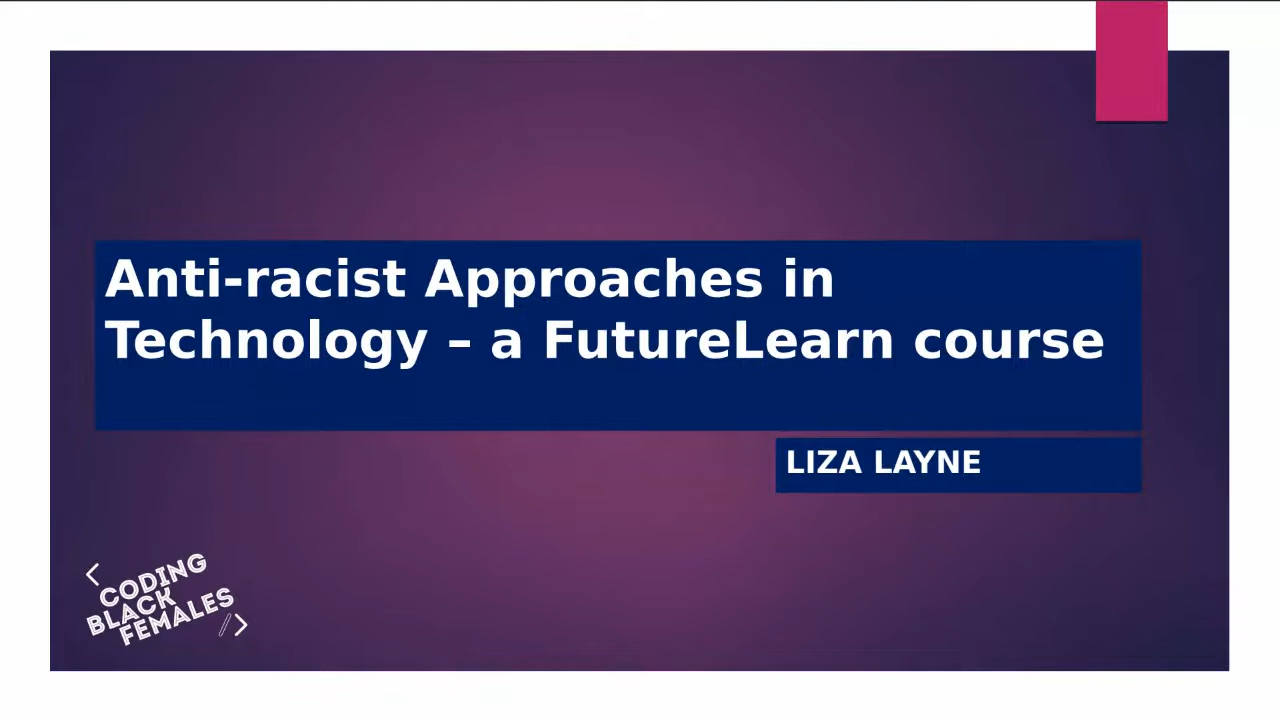 Anti-racist Approaches in
Technology – a FutureLearn course
LIZA LAYNE
< CODING
BLACK
FEMALES
/>